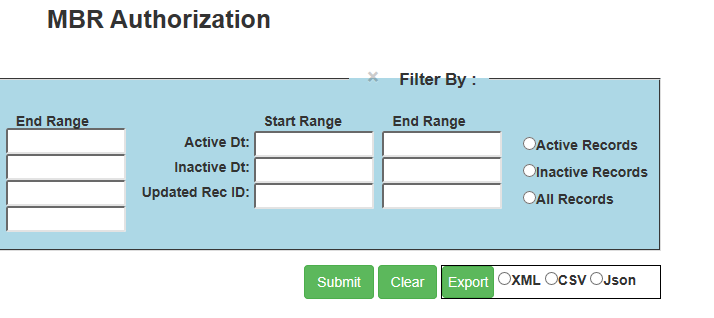 MBR Authorization
× Filter By :
End Range Start Range End Range
Active Dt: Active Records
Inactive Dt: Inactive Records
Updated Rec ID: All Records
Submit Clear Export XML CSV Json